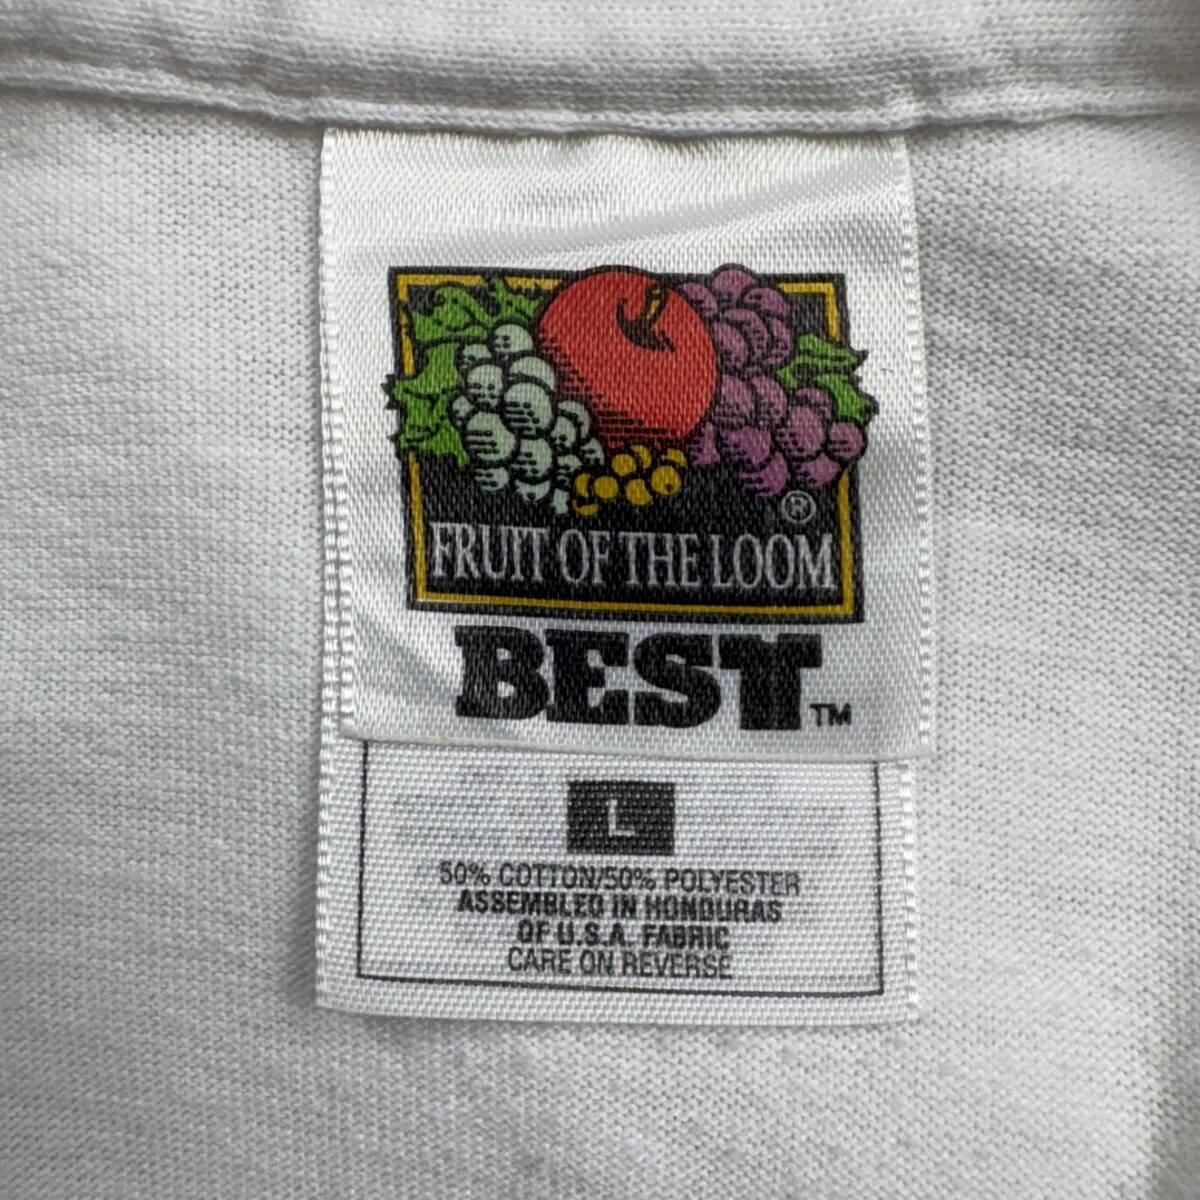 ®
FRUIT OF THE LOOM
BEST™
L
50% COTTON/50% POLYESTER
ASSEMBLED IN HONDURAS
OF U.S.A. FABRIC
CARE ON REVERSE